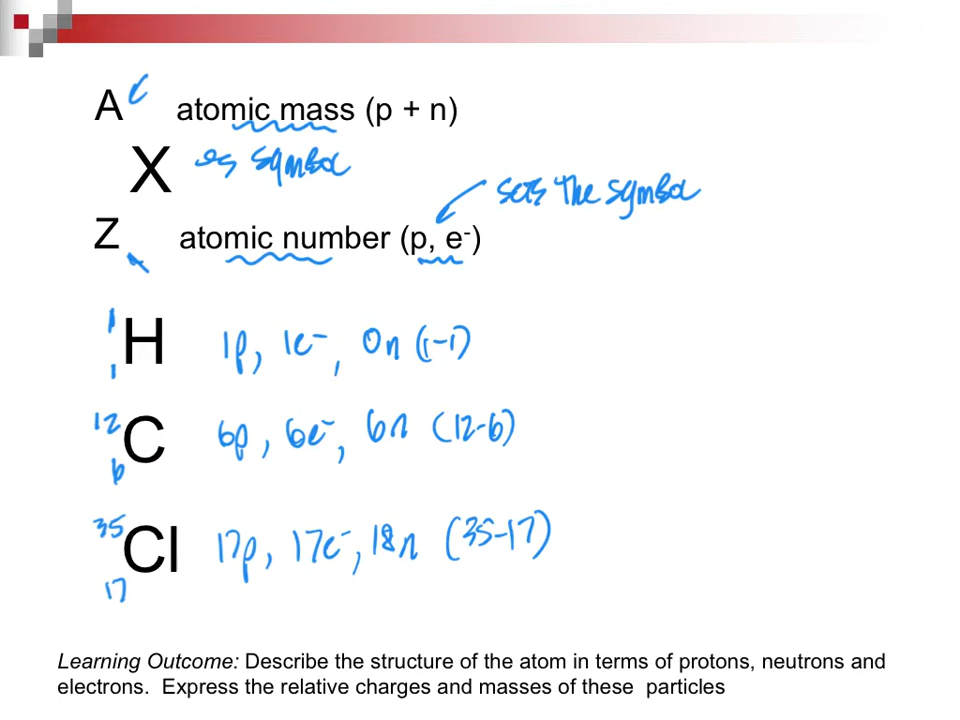 A atomic mass (p + n)
X → symbol
sets the symbol
Z atomic number (p, e-)
1
H 1p, 1e-, 0n (1-1)
1
12
C 6p, 6e-, 6n (12-6)
6
35
Cl 17p, 17e-, 18n (35-17)
17
Learning Outcome: Describe the structure of the atom in terms of protons, neutrons and
electrons. Express the relative charges and masses of these particles